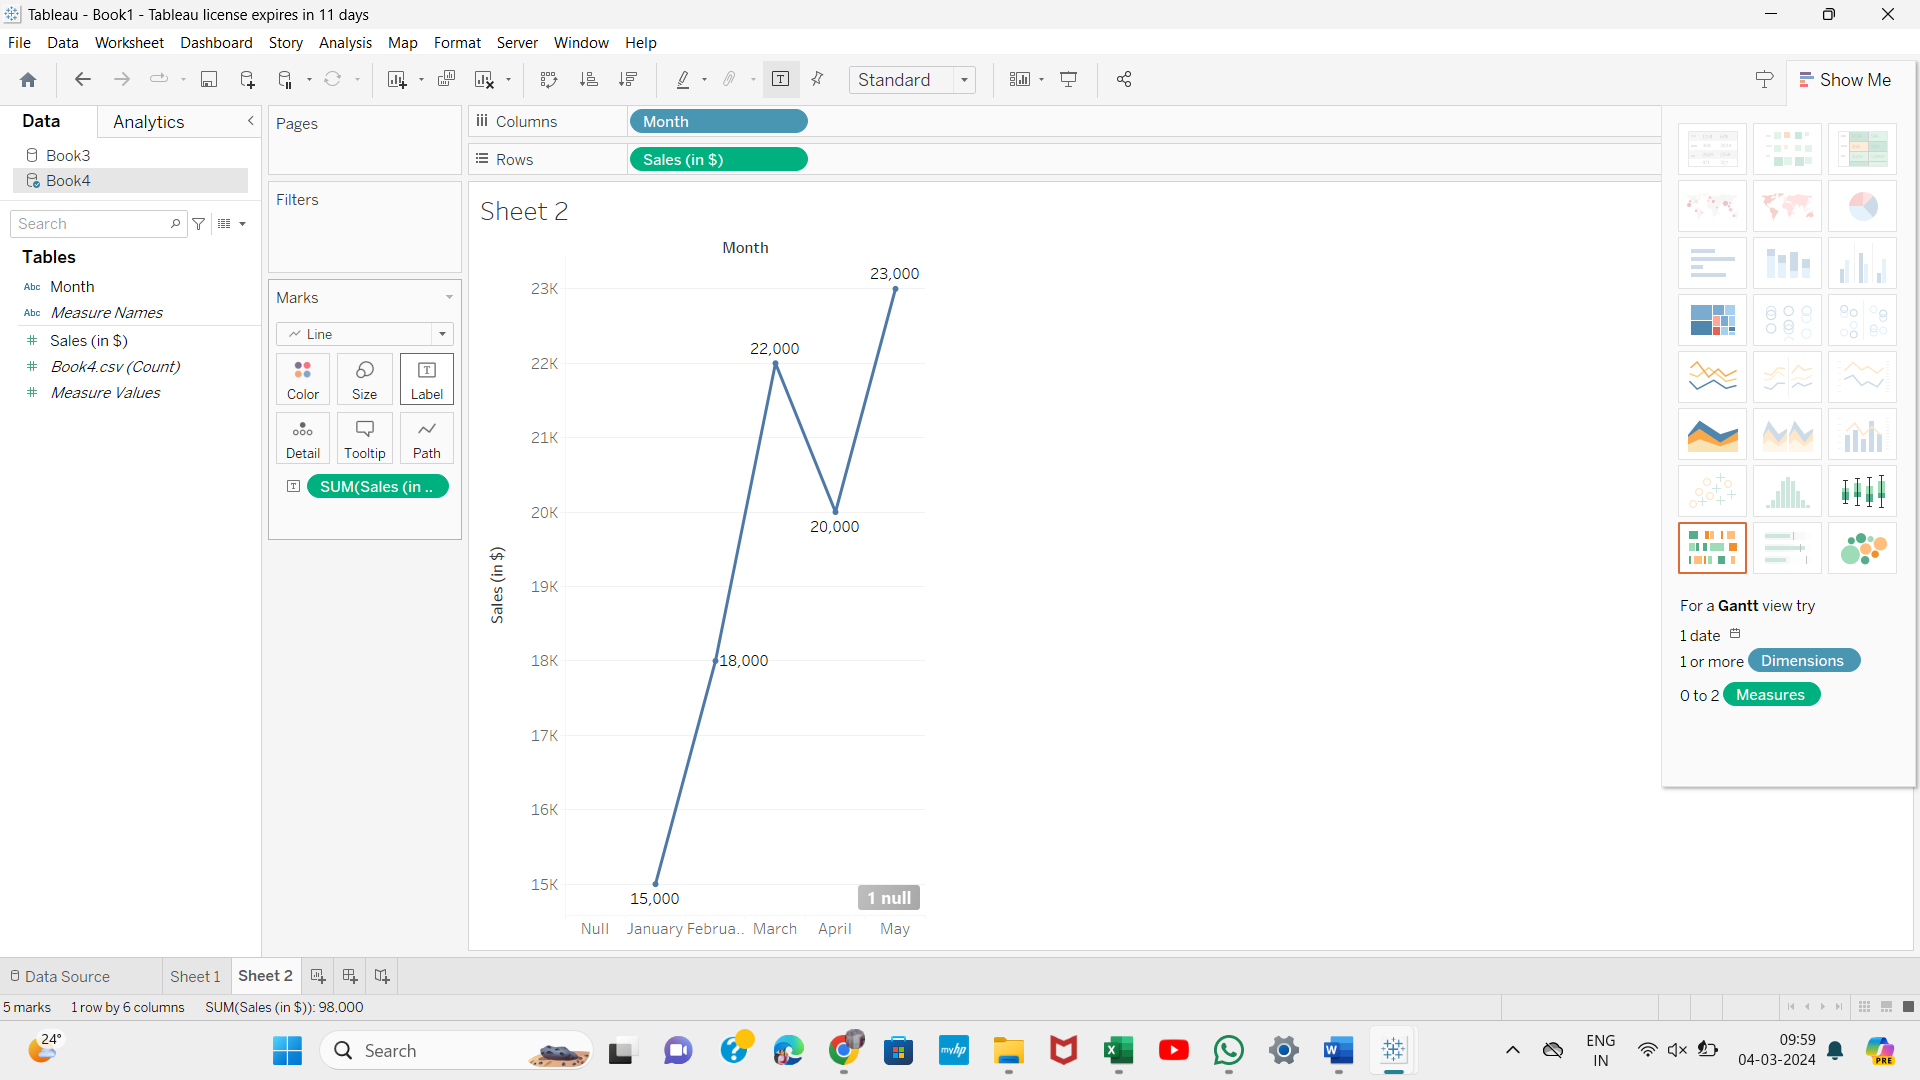 Tableau - Book1 - Tableau license expires in 11 days
File Data Worksheet Dashboard Story Analysis Map Format Server Window Help
Standard
Show Me
Data
Analytics
Book3
Book4
Search
Tables
Abc Month
Abc Measure Names
# Sales (in $)
# Book4.csv (Count)
# Measure Values
Pages
Filters
Marks
Line
Color Size Label
Detail Tooltip Path
SUM(Sales (in ..
Columns Month
Rows Sales (in $)
Sheet 2
Month
23,000
23K
22,000
22K
21K
20K
20,000
Sales (in $)
19K
18K
18,000
17K
16K
15K
15,000
1 null
Null January Februa.. March April May
For a Gantt view try
1 date
1 or more Dimensions
0 to 2 Measures
Data Source Sheet 1 Sheet 2
5 marks 1 row by 6 columns SUM(Sales (in $)): 98,000
24°
Search
myhp
ENG
IN
09:59
04-03-2024
PRE